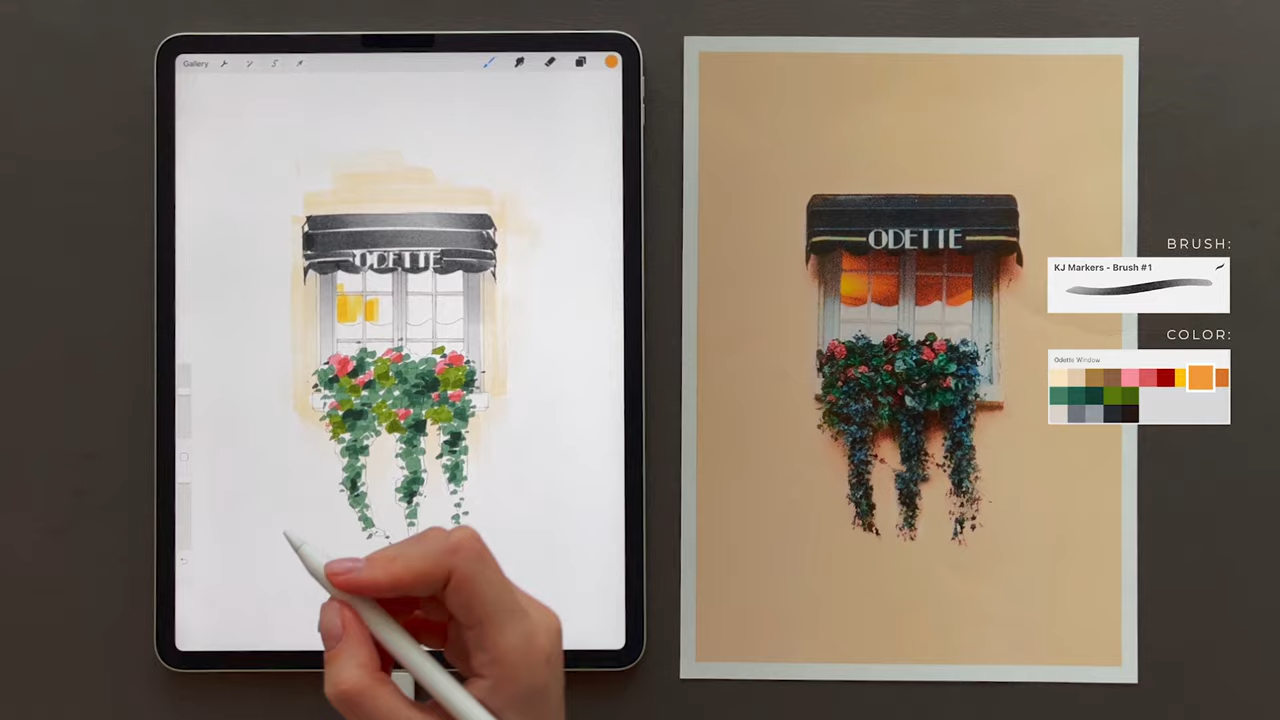 Gallery
ODETTE
ODETTE
BRUSH:
KJ Markers - Brush #1
COLOR:
Odette Window